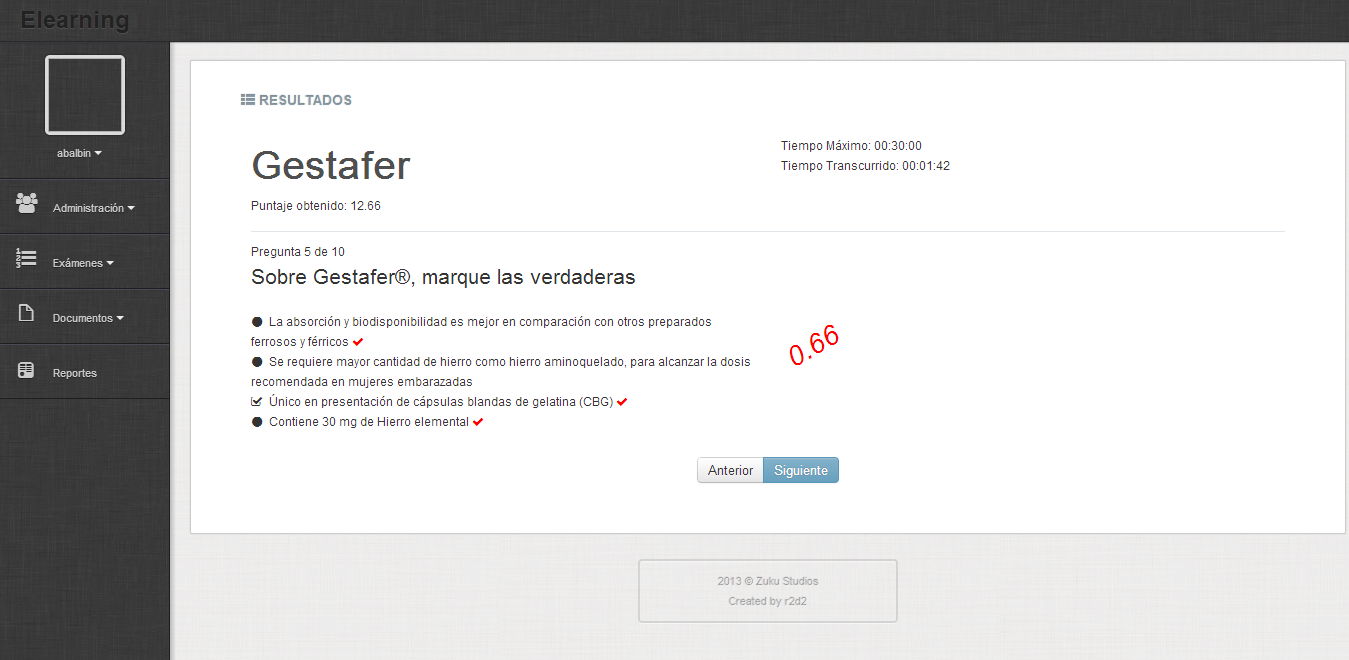 Elearning
abalbin
Administración
Exámenes
Documentos
Reportes
RESULTADOS
Gestafer
Tiempo Máximo: 00:30:00
Tiempo Transcurrido: 00:01:42
Puntaje obtenido: 12.66
Pregunta 5 de 10
Sobre Gestafer®, marque las verdaderas
La absorción y biodisponibilidad es mejor en comparación con otros preparados
ferrosos y férricos
Se requiere mayor cantidad de hierro como hierro aminoquelado, para alcanzar la dosis
recomendada en mujeres embarazadas
Único en presentación de cápsulas blandas de gelatina (CBG)
Contiene 30 mg de Hierro elemental
0.66
Anterior
Siguiente
2013 © Zuku Studios
Created by r2d2